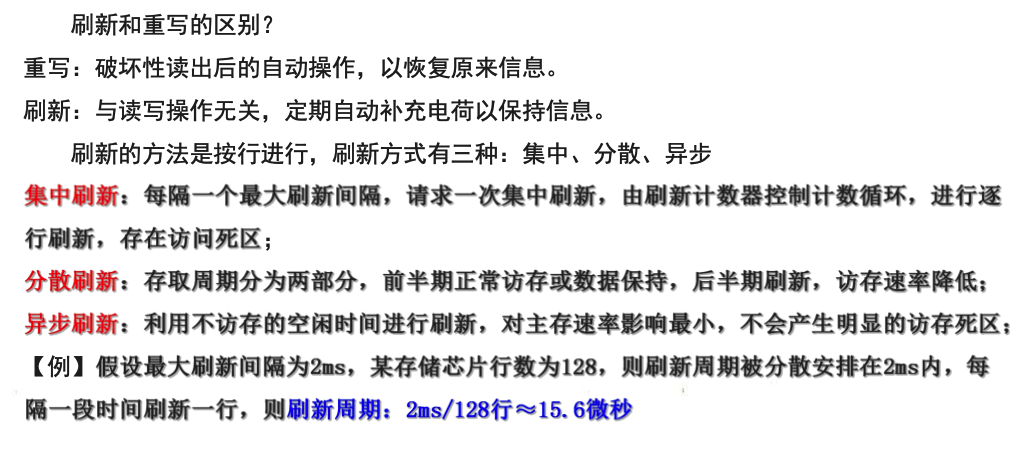 刷新和重写的区别？
重写：破坏性读出后的自动操作，以恢复原来信息。
刷新：与读写操作无关，定期自动补充电荷以保持信息。
刷新的方法是按行进行，刷新方式有三种：集中、分散、异步
集中刷新：每隔一个最大刷新间隔，请求一次集中刷新，由刷新计数器控制计数循环，进行逐
行刷新，存在访问死区；
分散刷新：存取周期分为两部分，前半期正常访存或数据保持，后半期刷新，访存速率降低；
异步刷新：利用不访存的空闲时间进行刷新，对主存速率影响最小，不会产生明显的访存死区；
【例】假设最大刷新间隔为2ms，某存储芯片行数为128，则刷新周期被分散安排在2ms内，每
隔一段时间刷新一行，则刷新周期：2ms/128行≈15.6微秒